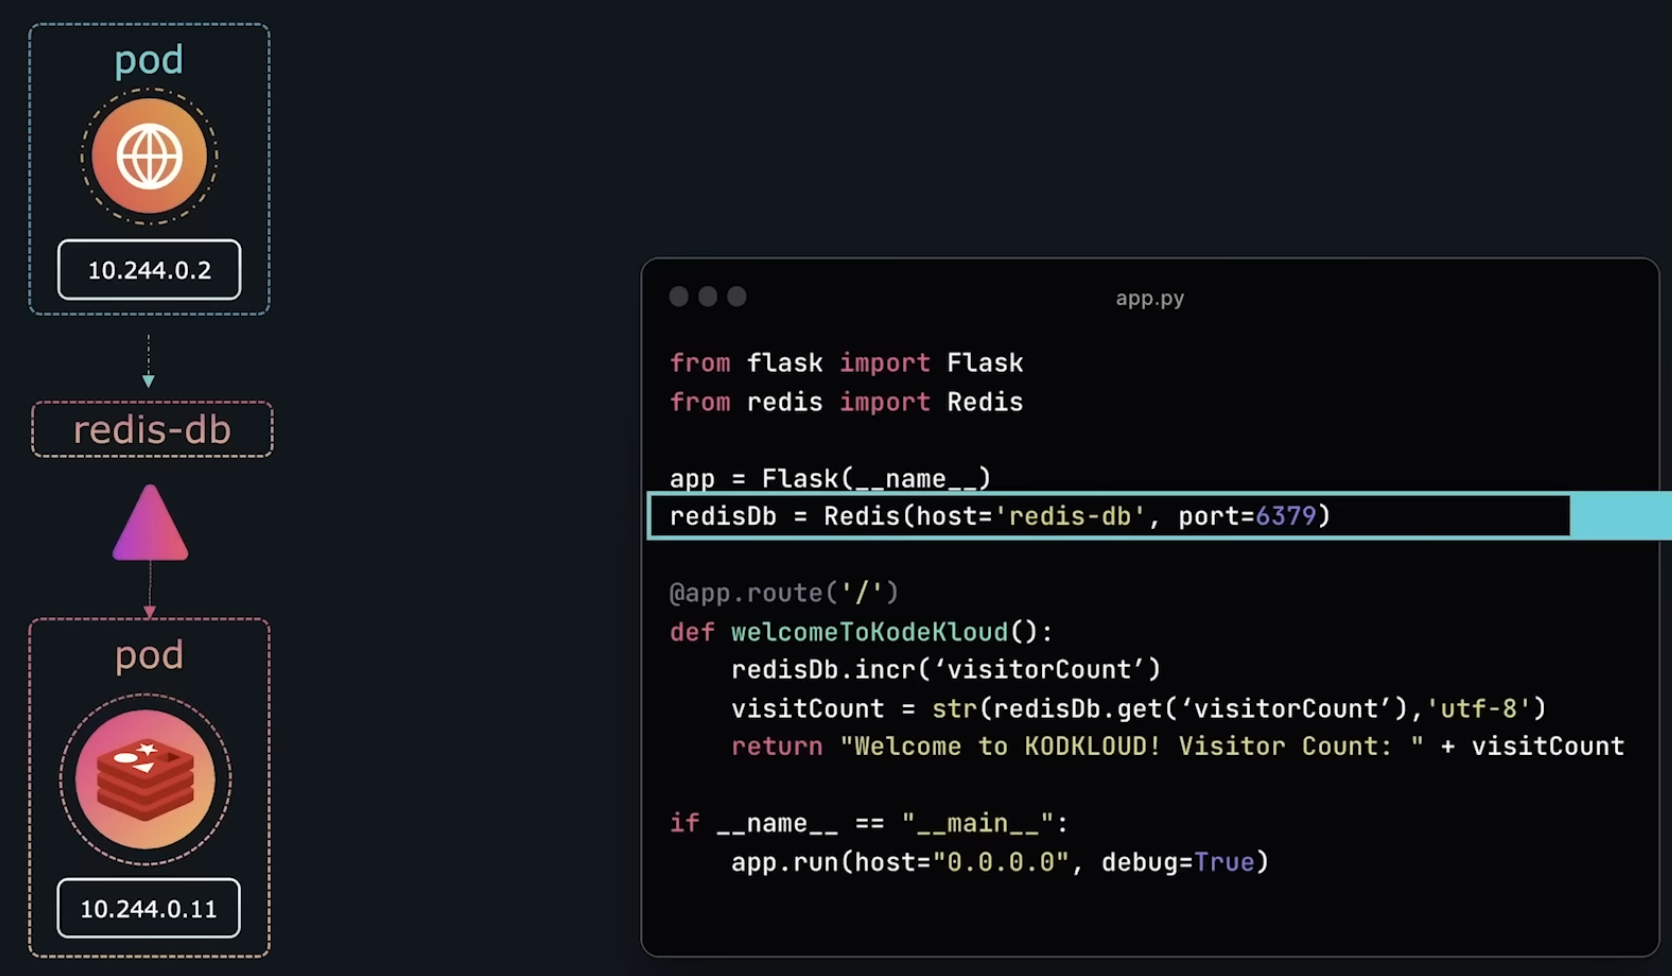 pod
10.244.0.2
redis-db
pod
10.244.0.11
app.py
from flask import Flask
from redis import Redis
app = Flask(__name__)
redisDb = Redis(host='redis-db', port=6379)
@app.route('/')
def welcomeToKodeKloud():
    redisDb.incr(‘visitorCount’)
    visitCount = str(redisDb.get(‘visitorCount’),'utf-8')
    return "Welcome to KODKLOUD! Visitor Count: " + visitCount
if __name__ == "__main__":
    app.run(host="0.0.0.0", debug=True)